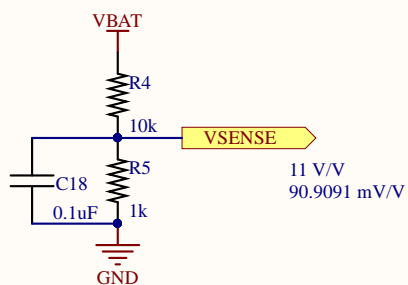 VBAT
R4
10k
VSENSE
11 V/V
90.9091 mV/V
R5
1k
C18
0.1uF
GND